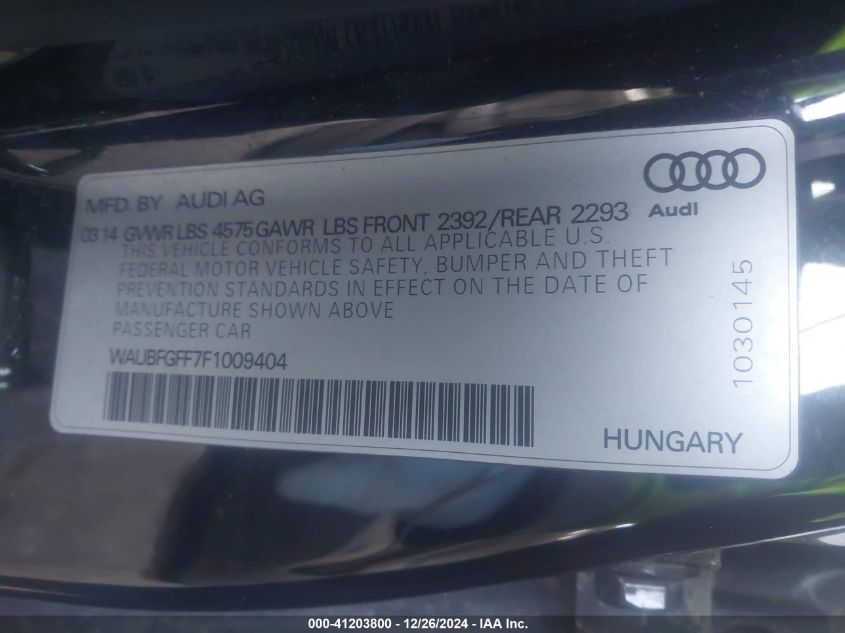 MFD. BY AUDI AG
Audi
03 14 GVWR LBS 4575 GAWR LBS FRONT 2392/REAR 2293
THIS VEHICLE CONFORMS TO ALL APPLICABLE U.S.
FEDERAL MOTOR VEHICLE SAFETY, BUMPER AND THEFT
PREVENTION STANDARDS IN EFFECT ON THE DATE OF
MANUFACTURE SHOWN ABOVE
PASSENGER CAR
WAUBFGFF7F1009404
1030145
HUNGARY
000-41203800 - 12/26/2024 - IAA Inc.